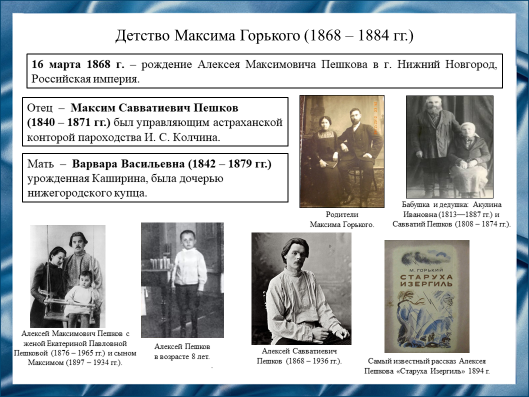 Детство Максима Горького (1868 – 1884 гг.)
16 марта 1868 г. – рождение Алексея Максимовича Пешкова в г. Нижний Новгород,
Российская империя.
Отец – Максим Савватиевич Пешков
(1840 – 1871 гг.) был управляющим астраханской
конторой пароходства И. С. Колчина.
Мать – Варвара Васильевна (1842 – 1879 гг.)
урожденная Каширина, была дочерью
нижегородского купца.
Родители
Максима Горького.
Бабушка и дедушка: Акулина
Ивановна (1813—1887 гг.) и
Савватий Пешков (1808 – 1874 гг.).
Алексей Максимович Пешков с
женой Екатериной Павловной
Пешковой (1876 – 1965 гг.) и сыном
Максимом (1897 – 1934 гг.).
Алексей Пешков
в возрасте 8 лет.
Алексей Савватиевич
Пешков (1868 – 1936 гг.).
М. ГОРЬКИЙ
СТАРУХА
ИЗЕРГИЛЬ
Самый известный рассказ Алексея
Пешкова «Старуха Изергиль» 1894 г.